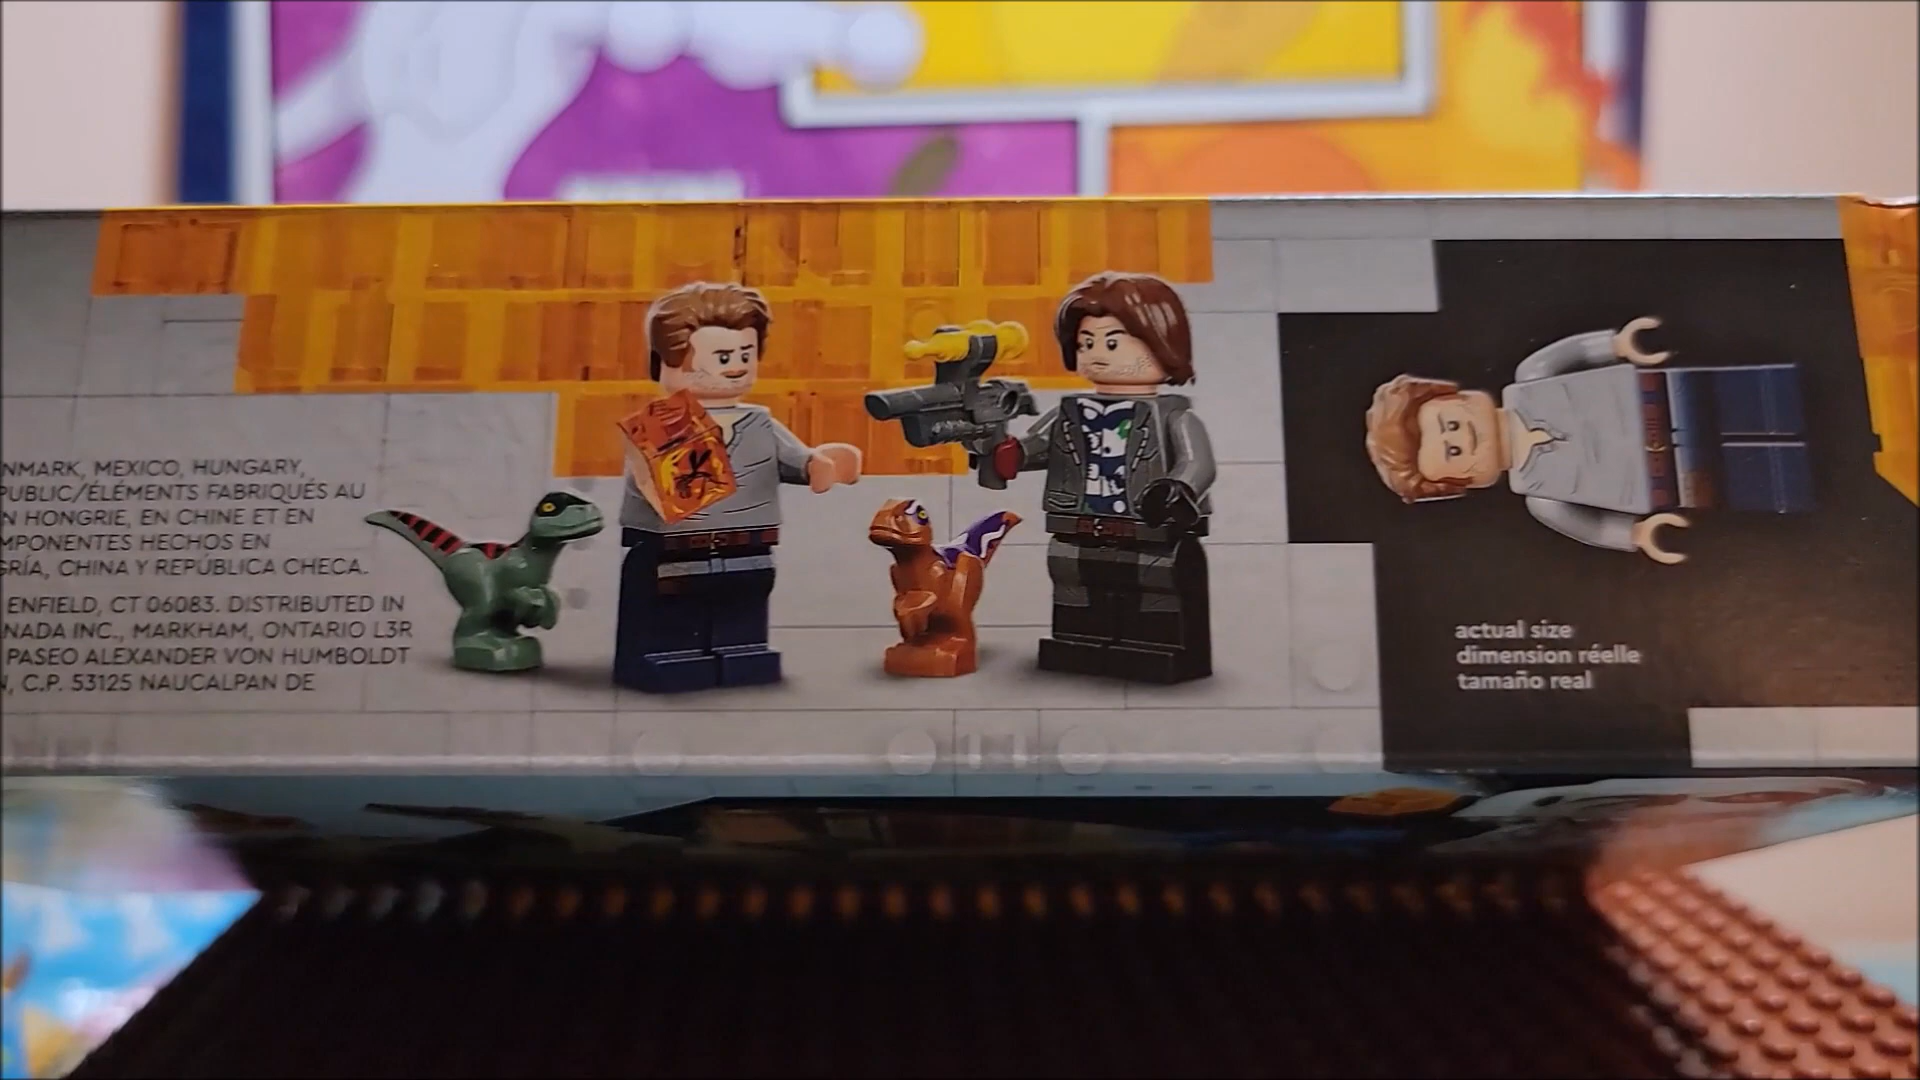 NMARK, MEXICO, HUNGARY,
PUBLIC/ÉLÉMENTS FABRIQUÉS AU
N HONGRIE, EN CHINE ET EN
MPONENTES HECHOS EN
GRÍA, CHINA Y REPÚBLICA CHECA.
ENFIELD, CT 06083. DISTRIBUTED IN
NADA INC., MARKHAM, ONTARIO L3R
PASEO ALEXANDER VON HUMBOLDT
, C.P. 53125 NAUCALPAN DE
actual size
dimension réelle
tamaño real